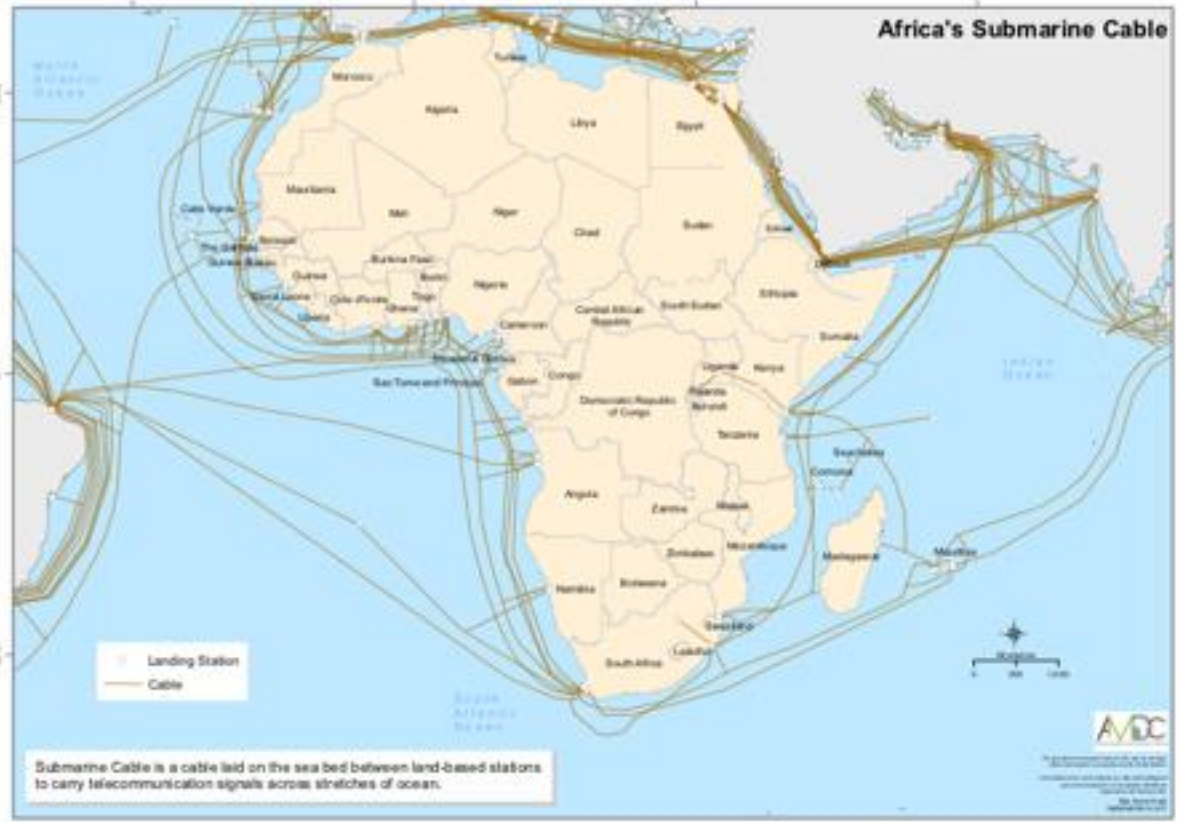 Africa's Submarine Cable
North
Atlantic
Ocean
Morocco
Tunisia
Algeria
Libya
Egypt
Mauritania
Mali
Niger
Chad
Sudan
Eritrea
Cabo Verde
Senegal
The Gambia
Guinea-Bissau
Guinea
Sierra Leone
Liberia
Burkina Faso
Benin
Togo
Ghana
Nigeria
Cameroon
Central African
Republic
South Sudan
Ethiopia
Djibouti
Somalia
Sao Tome and Principe
Gabon
Congo
Democratic Republic
of Congo
Uganda
Kenya
Rwanda
Burundi
Tanzania
Seychelles
Comoros
Indian
Ocean
Angola
Zambia
Malawi
Mozambique
Zimbabwe
Madagascar
Mauritius
Namibia
Botswana
Swaziland
Lesotho
South Africa
South
Atlantic
Ocean
Landing Station
Cable
Submarine Cable is a cable laid on the sea bed between land-based stations
to carry telecommunication signals across stretches of ocean.